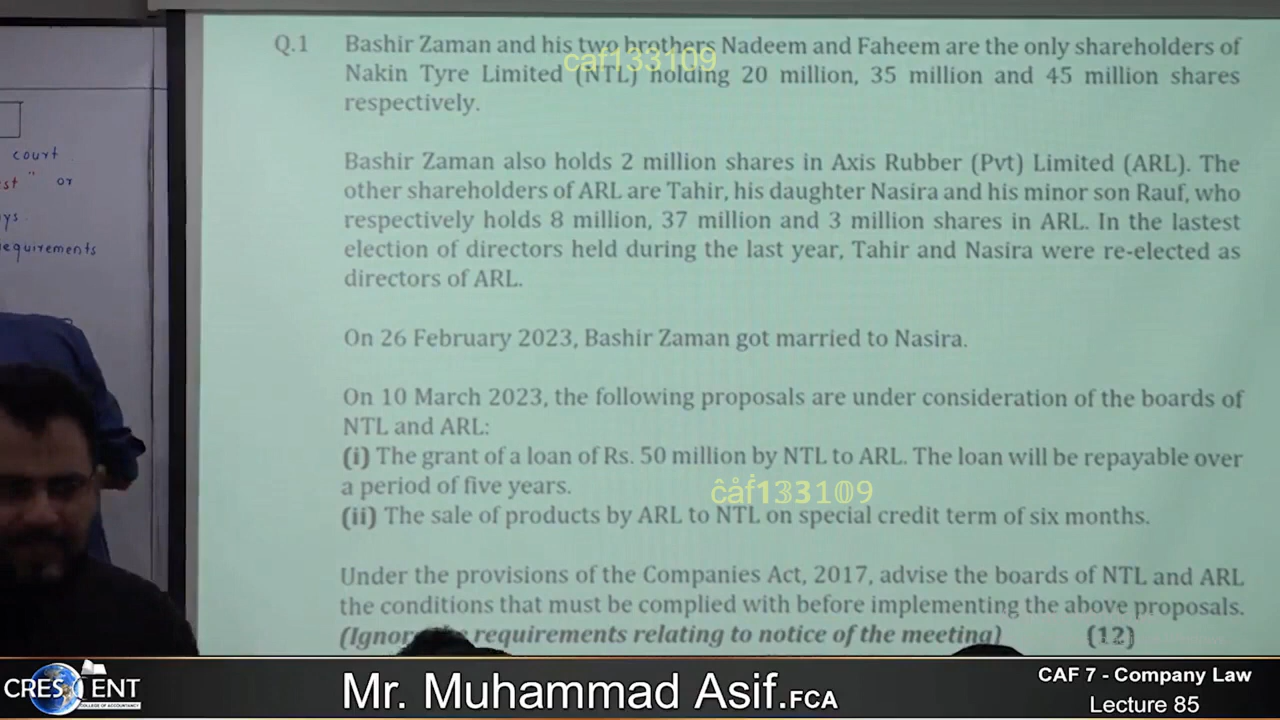 Q.1 Bashir Zaman and his two brothers Nadeem and Faheem are the only shareholders of
caf133109
Nakin Tyre Limited (NTL) holding 20 million, 35 million and 45 million shares
respectively.
court
Bashir Zaman also holds 2 million shares in Axis Rubber (Pvt) Limited (ARL). The
or
other shareholders of ARL are Tahir, his daughter Nasira and his minor son Rauf, who
respectively holds 8 million, 37 million and 3 million shares in ARL. In the lastest
election of directors held during the last year, Tahir and Nasira were re-elected as
directors of ARL.
On 26 February 2023, Bashir Zaman got married to Nasira.
On 10 March 2023, the following proposals are under consideration of the boards of
NTL and ARL:
(i) The grant of a loan of Rs. 50 million by NTL to ARL. The loan will be repayable over
a period of five years.
ĉåḟ133109
(ii) The sale of products by ARL to NTL on special credit term of six months.
Under the provisions of the Companies Act, 2017, advise the boards of NTL and ARL
the conditions that must be complied with before implementing the above proposals.
requirements relating to notice of the meeting) (12)
CRESCENT
COLLEGE OF ACCOUNTANCY
Mr. Muhammad Asif.FCA
CAF 7 - Company Law
Lecture 85